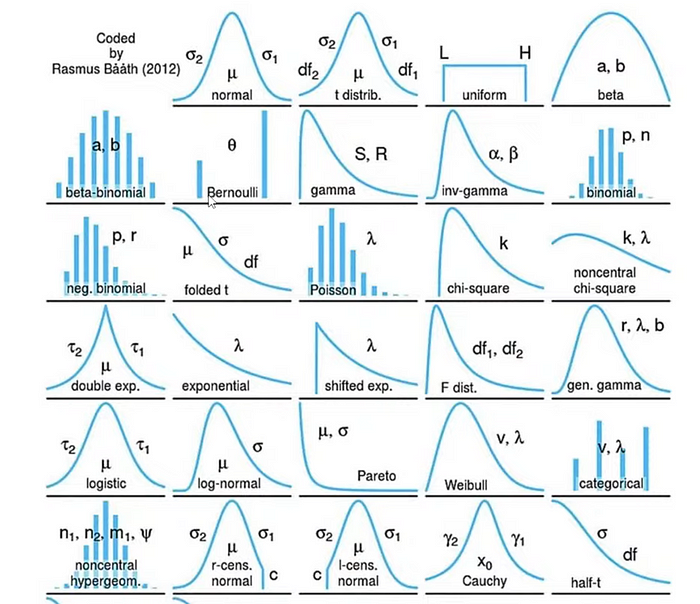 Coded
by
Rasmus Bååth (2012)
σ₂ σ₁
μ
normal
σ₂ σ₁
df₂ μ df₁
t distrib.
L H
uniform
a, b
beta
a, b
beta-binomial
θ
Bernoulli
S, R
gamma
α, β
inv-gamma
p, n
binomial
p, r
neg. binomial
μ σ
df
folded t
λ
Poisson
k
chi-square
k, λ
noncentral
chi-square
τ₂ τ₁
μ
double exp.
λ
exponential
λ
shifted exp.
df₁, df₂
F dist.
r, λ, b
gen. gamma
τ₂ τ₁
μ
logistic
μ σ
log-normal
μ, σ
Pareto
v, λ
Weibull
v, λ
categorical
n₁, n₂, m₁, ψ
noncentral
hypergeom.
σ₂ σ₁
μ
r-cens.
normal c
σ₂ σ₁
μ
l-cens.
c normal
γ₂ γ₁
x₀
Cauchy
σ
df
half-t